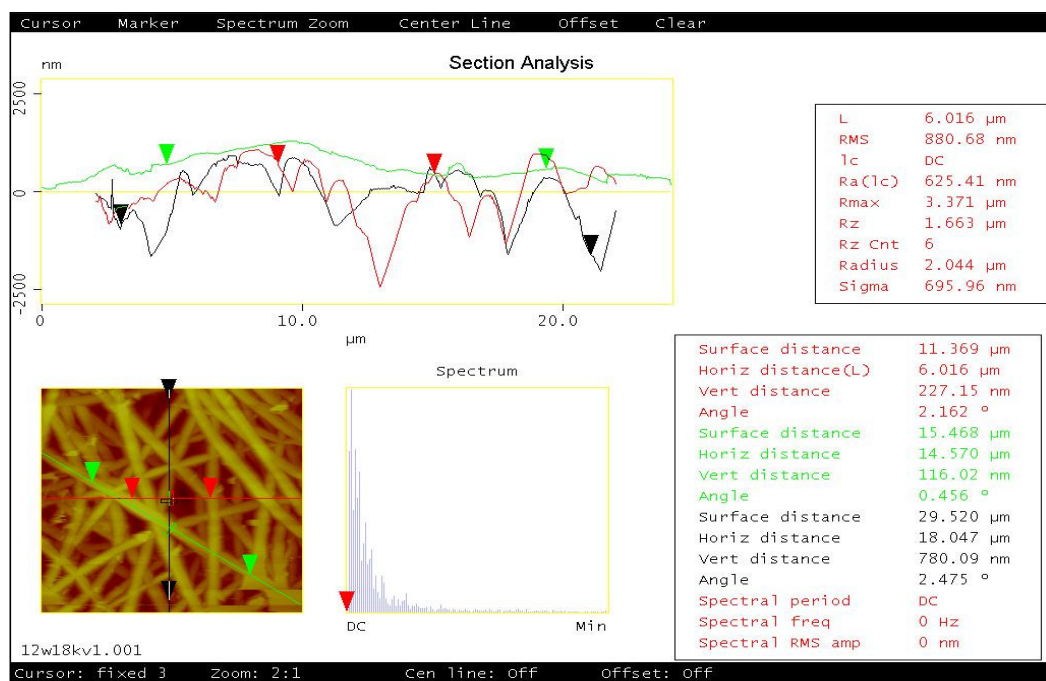 Cursor Marker Spectrum Zoom Center Line Offset Clear
nm
Section Analysis
2500
0
-2500
0 10.0 20.0
µm
L 6.016 µm
RMS 880.68 nm
lc DC
Ra(lc) 625.41 nm
Rmax 3.371 µm
Rz 1.663 µm
Rz Cnt 6
Radius 2.044 µm
Sigma 695.96 nm
Spectrum
DC Min
Surface distance 11.369 µm
Horiz distance(L) 6.016 µm
Vert distance 227.15 nm
Angle 2.162 °
Surface distance 15.468 µm
Horiz distance 14.570 µm
Vert distance 116.02 nm
Angle 0.456 °
Surface distance 29.520 µm
Horiz distance 18.047 µm
Vert distance 780.09 nm
Angle 2.475 °
Spectral period DC
Spectral freq 0 Hz
Spectral RMS amp 0 nm
12w18kv1.001
Cursor: fixed 3 Zoom: 2:1 Cen line: Off Offset: Off